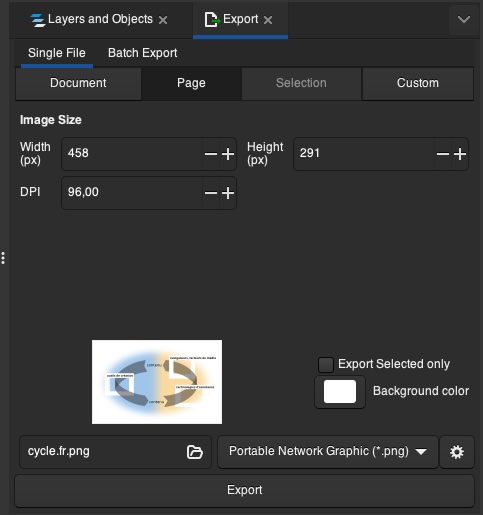 Layers and Objects
Export
Single File
Batch Export
Document
Page
Selection
Custom
Image Size
Width
(px)
458
Height
(px)
291
DPI
96,00
Export Selected only
Background color
cycle.fr.png
Portable Network Graphic (*.png)
Export